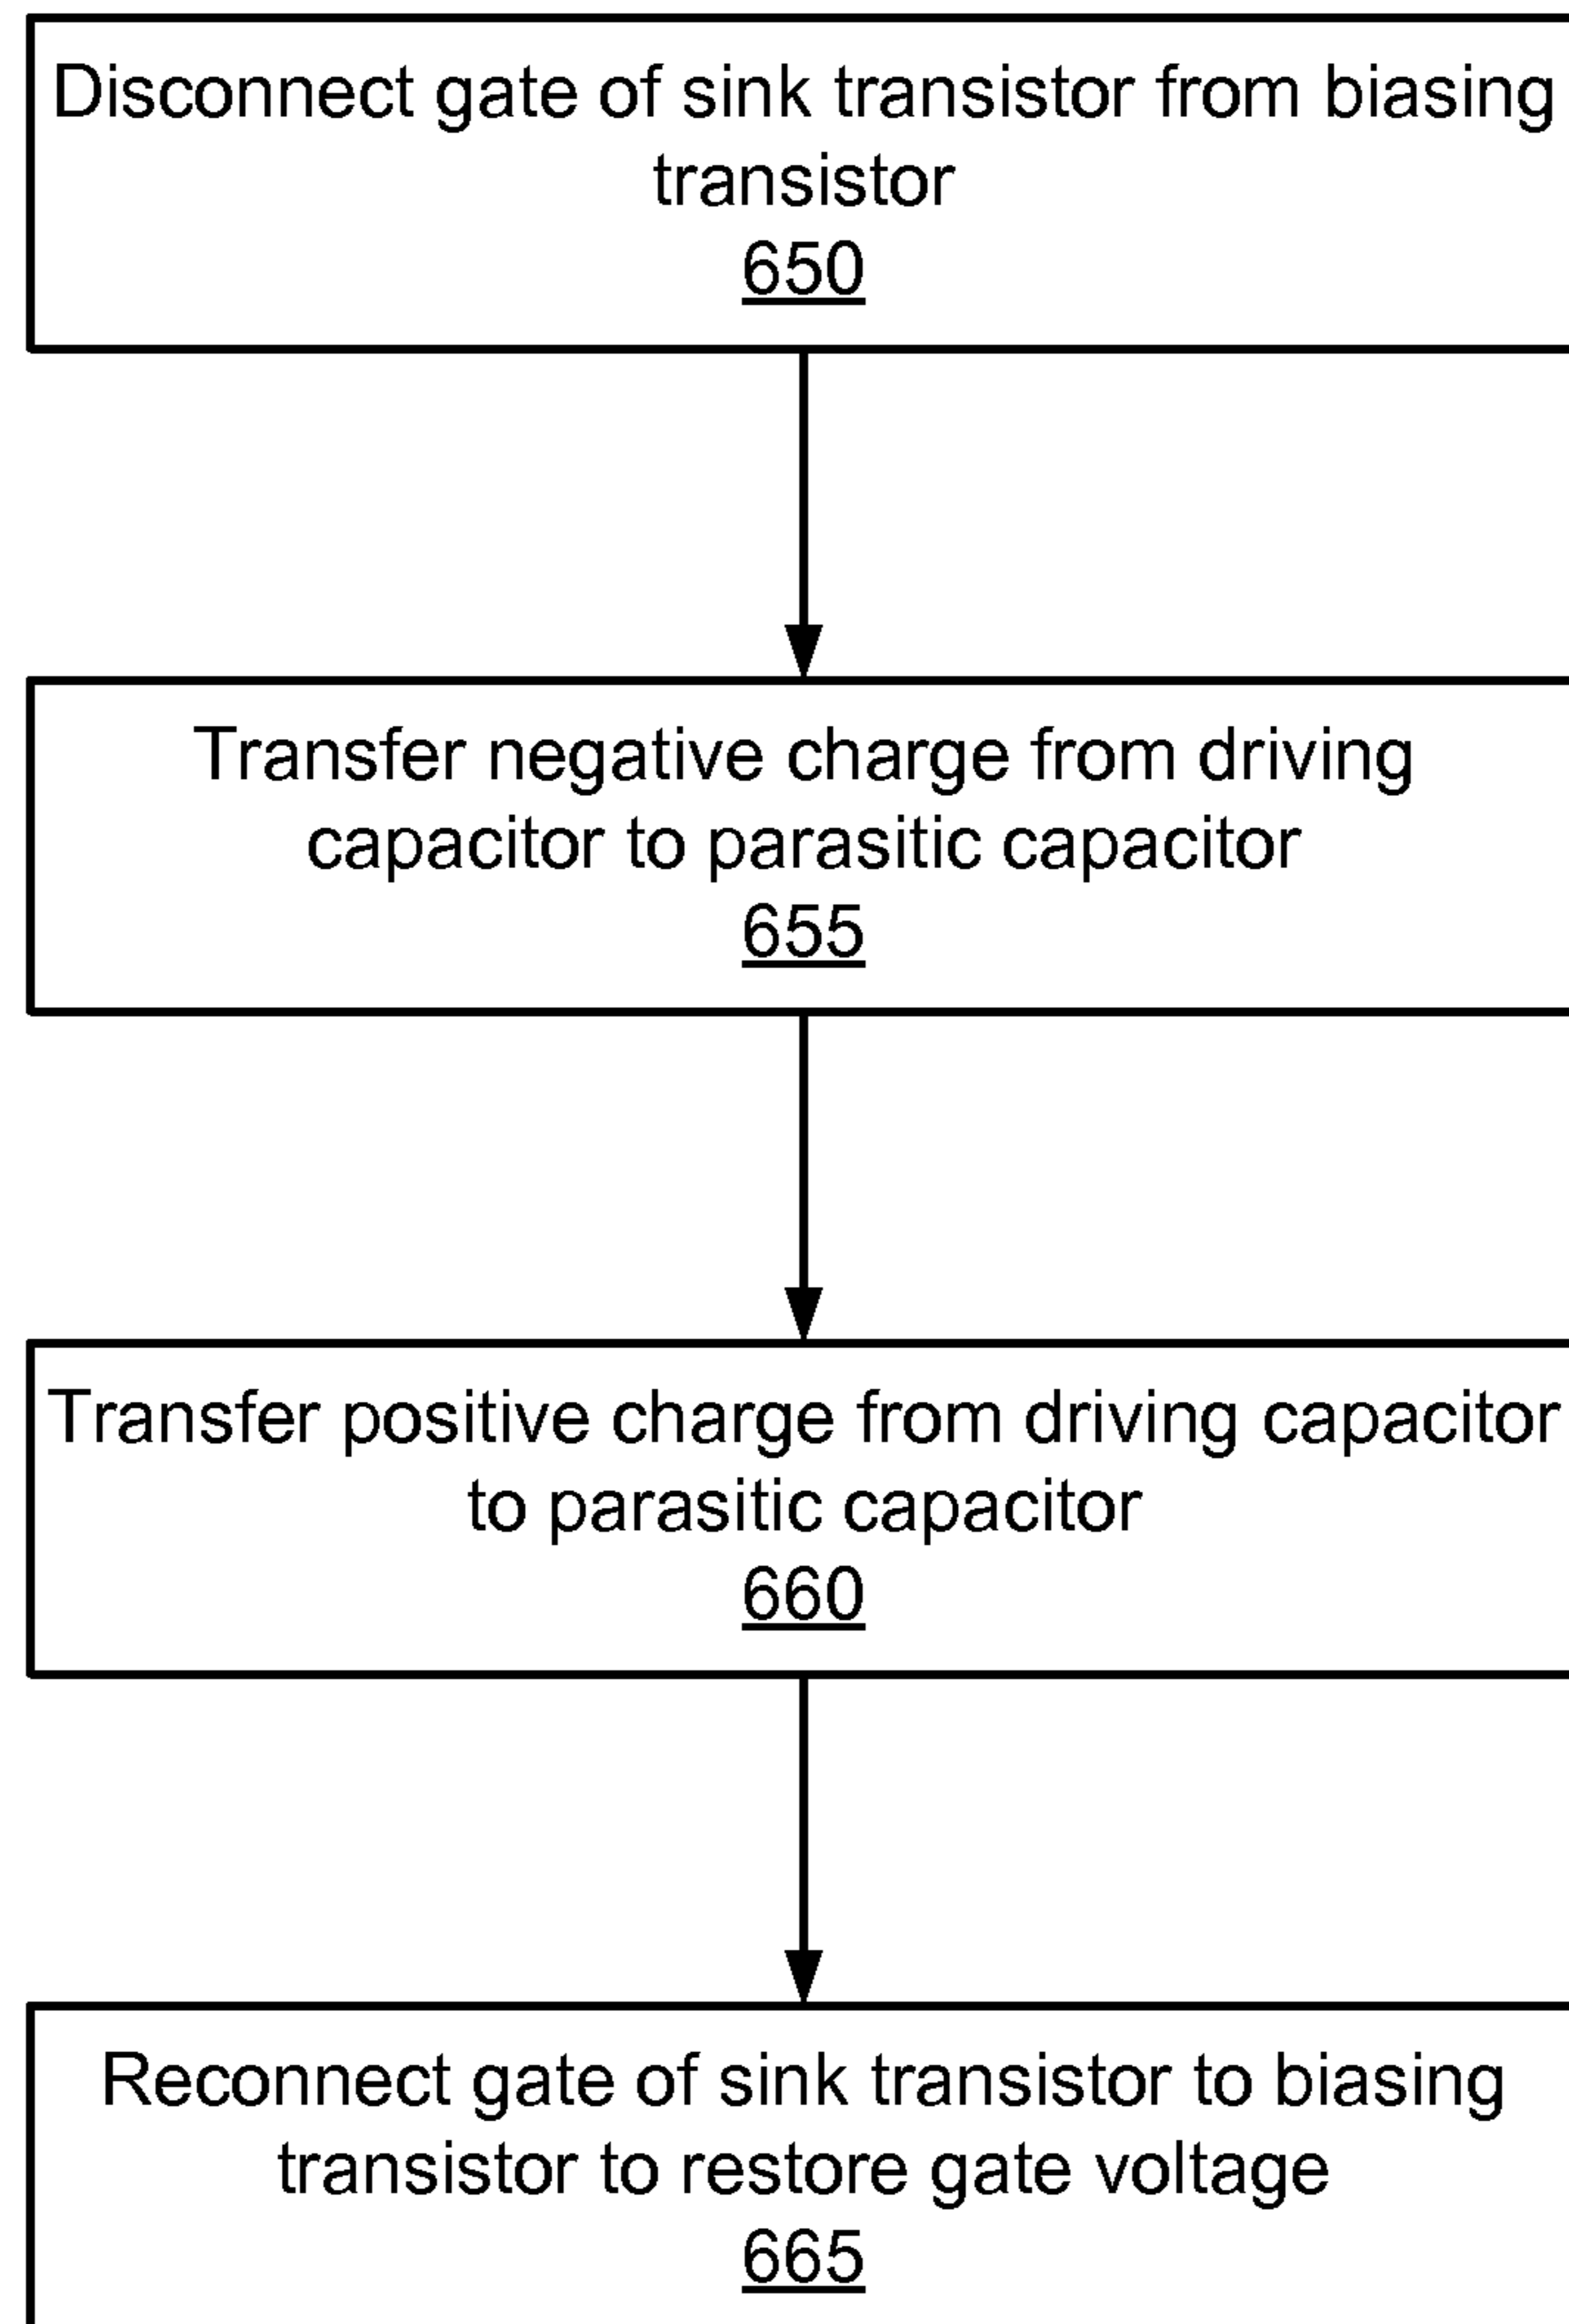 Disconnect gate of sink transistor from biasing
transistor
650
Transfer negative charge from driving
capacitor to parasitic capacitor
655
Transfer positive charge from driving capacitor
to parasitic capacitor
660
Reconnect gate of sink transistor to biasing
transistor to restore gate voltage
665